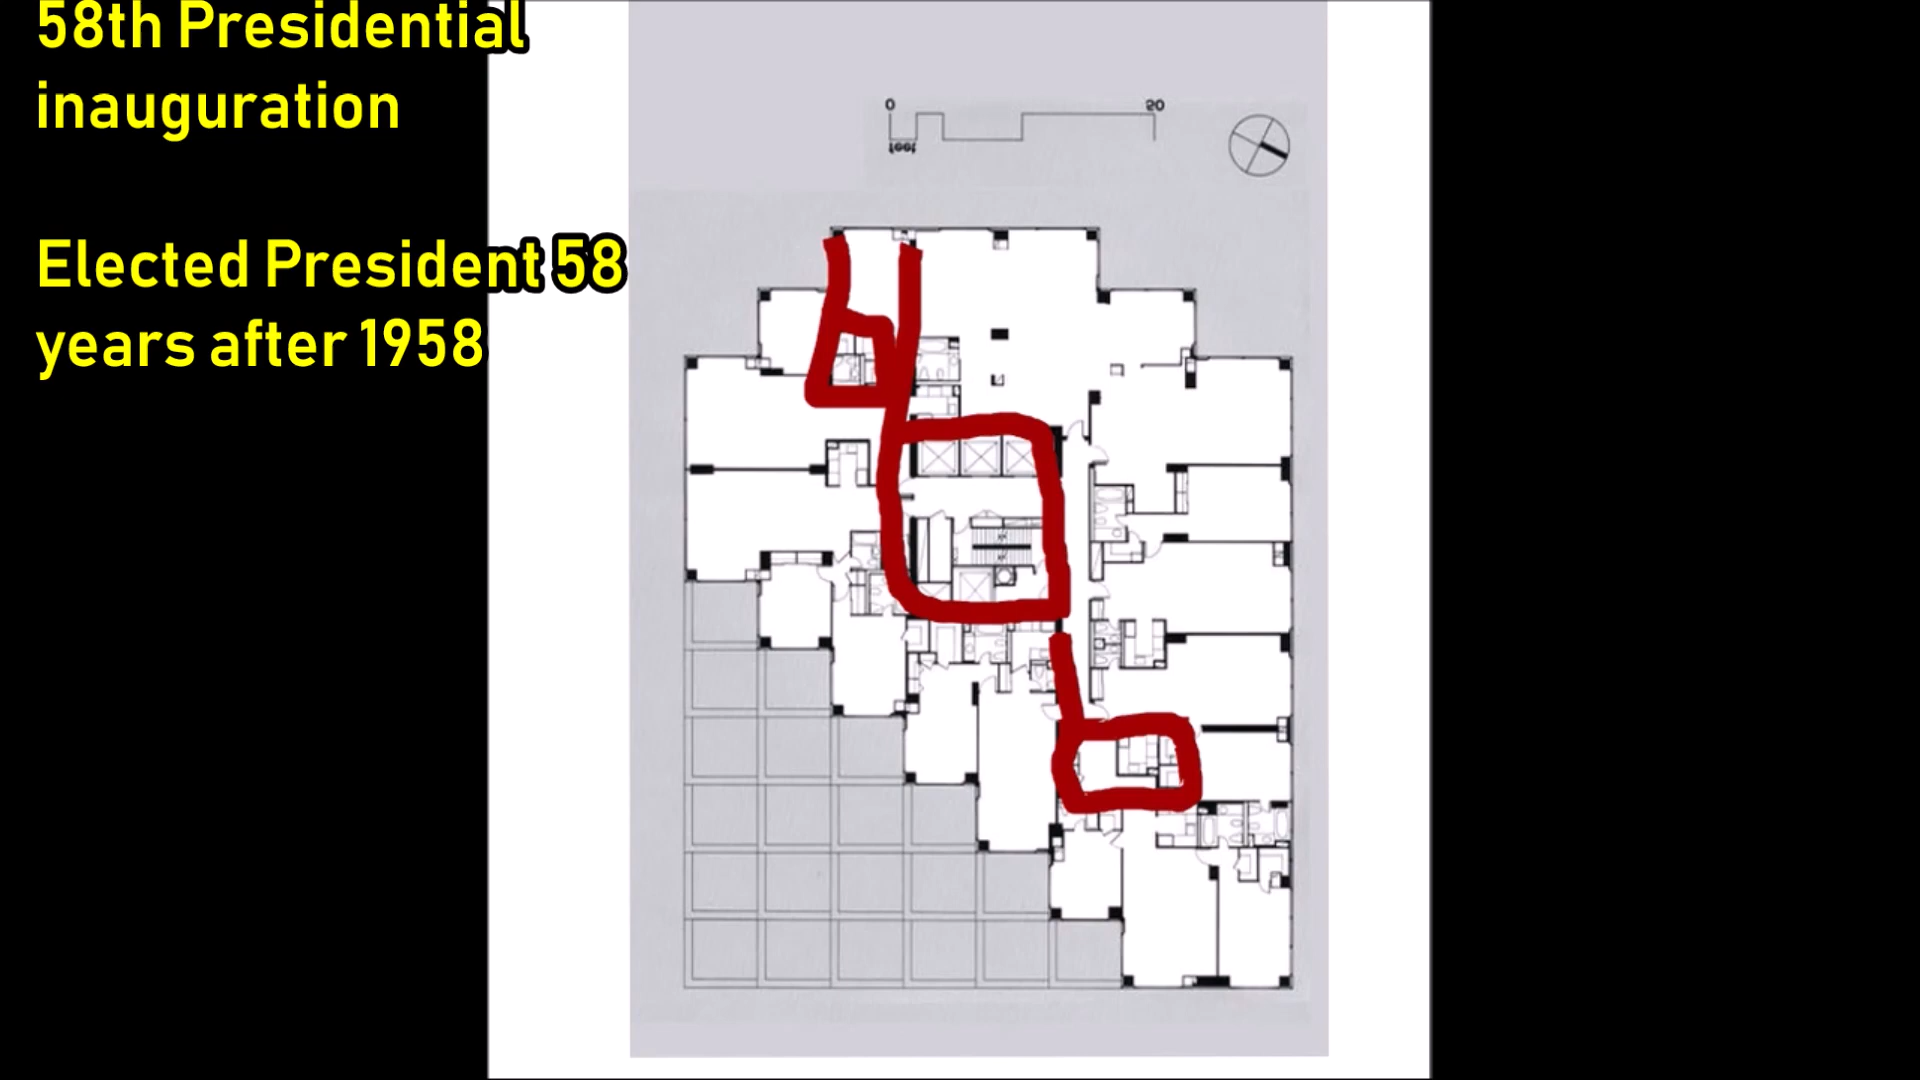 58th Presidential
inauguration
Elected President 58
years after 1958
0 50
feet